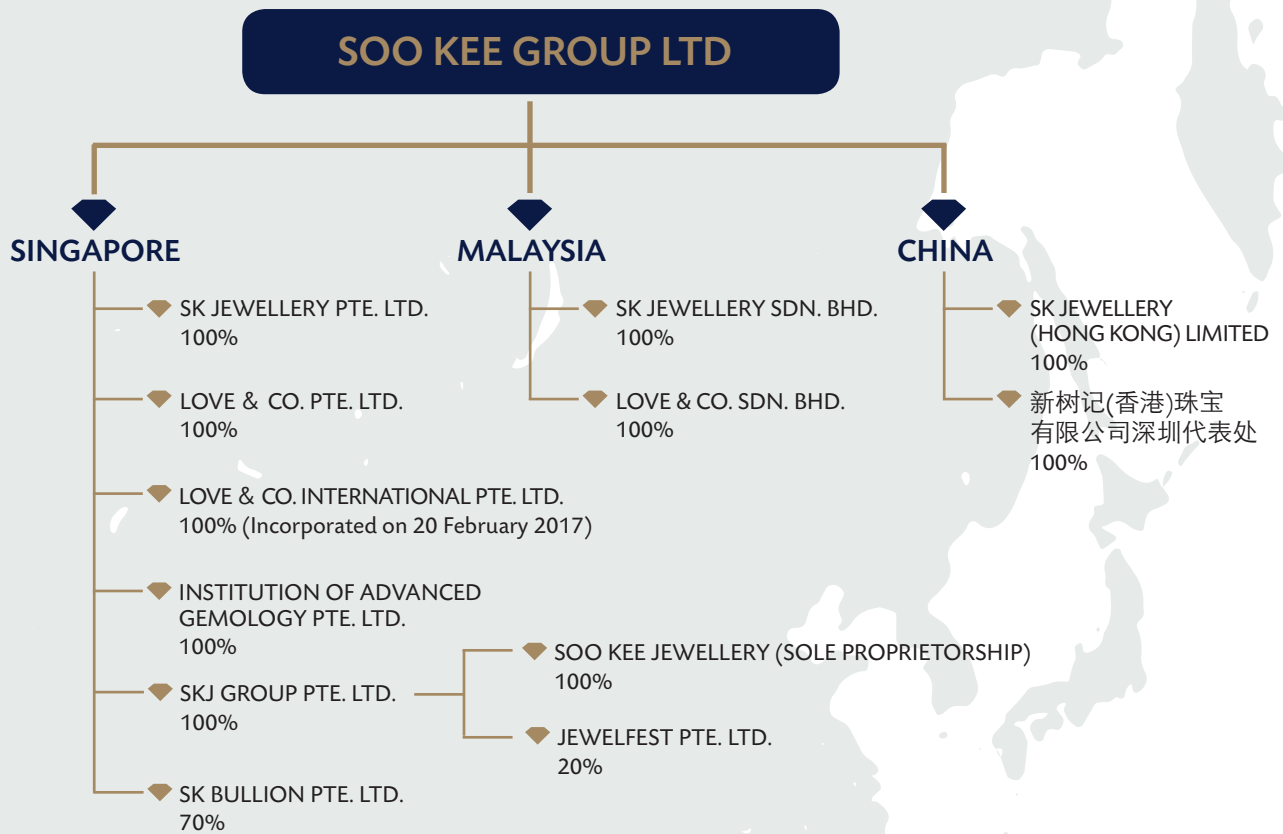 SOO KEE GROUP LTD
SINGAPORE
SK JEWELLERY PTE. LTD.
100%
LOVE & CO. PTE. LTD.
100%
LOVE & CO. INTERNATIONAL PTE. LTD.
100% (Incorporated on 20 February 2017)
INSTITUTION OF ADVANCED
GEMOLOGY PTE. LTD.
100%
SKJ GROUP PTE. LTD.
100%
SOO KEE JEWELLERY (SOLE PROPRIETORSHIP)
100%
JEWELFEST PTE. LTD.
20%
SK BULLION PTE. LTD.
70%
MALAYSIA
SK JEWELLERY SDN. BHD.
100%
LOVE & CO. SDN. BHD.
100%
CHINA
SK JEWELLERY
(HONG KONG) LIMITED
100%
新树记(香港)珠宝
有限公司深圳代表处
100%